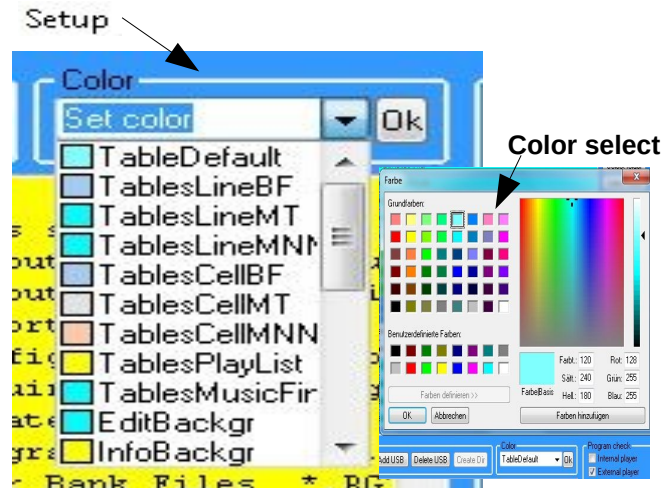 Setup
Color
Set color
Ok
TableDefault
TablesLineBF
TablesLineMT
TablesLineMNN
TablesCellBF
TablesCellMT
TablesCellMNN
TablesPlayList
TablesMusicFir
EditBackgr
InfoBackgr
Bank Files * BG
Color select
Farbe
Grundfarben:
Benutzerdefinierte Farben:
Farben definieren >>
OK Abbrechen
FarbeBasis
Farbt.: 120 Rot: 128
Sätt.: 240 Grün: 255
Hell.: 180 Blau: 255
Farben hinzufügen
Add USB Delete USB Create Dir
Color
TableDefault Ok
Program check
Internal player
External player